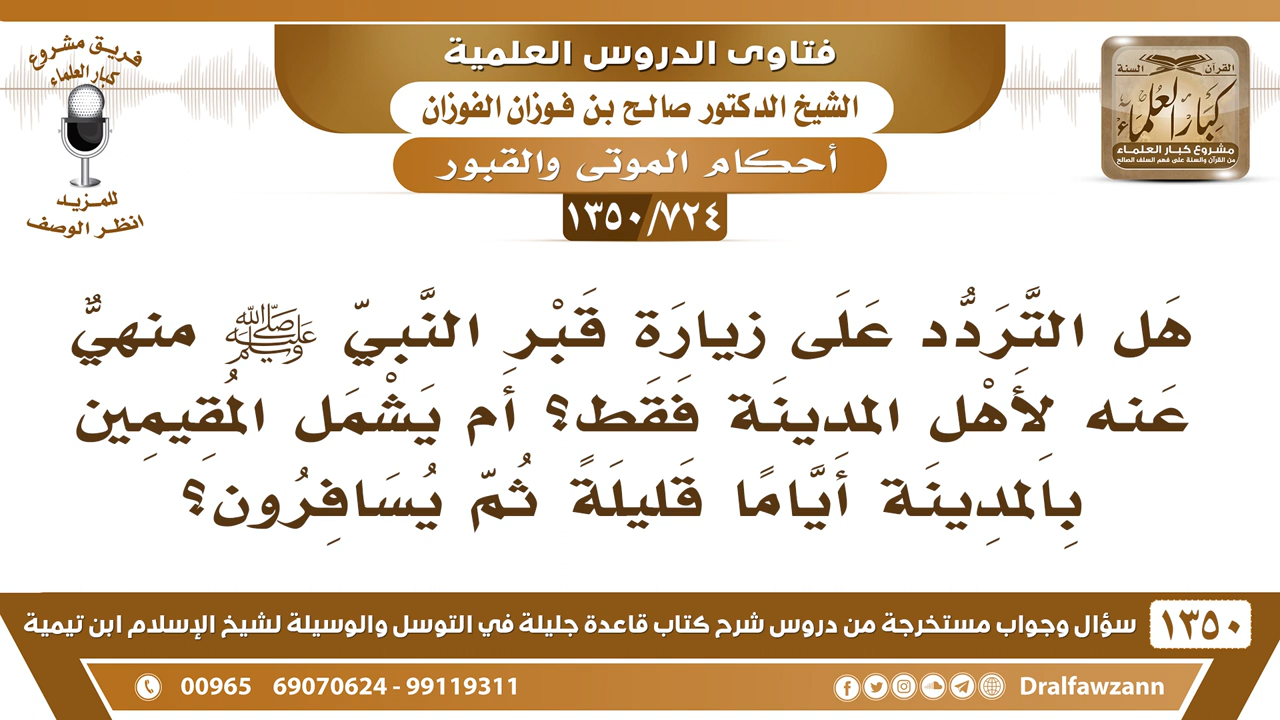 فتاوى الدروس العلمية
الشيخ الدكتور صالح بن فوزان الفوزان
أحكام الموتى والقبور
١٣٥٠/٧٢٤
فريق مشروع
كبار العلماء
للمزيد
انظر الوصف
القرآن السنة
كبار العلماء
مشروع كبار العلماء
من القرآن والسنة على فهم السلف الصالح
هَل التَّرَدُّد عَلَى زيارَة قَبْرِ النَّبيّ ﷺ منهيٌّ
عَنه لأَهْل المدينَة فَقَط؟ أَم يَشْمَل المُقِيمِين
بِالمدِينَة أَيَّامًا قَليلَةً ثُمّ يُسَافِرُون؟
١٣٥٠ سؤال وجواب مستخرجة من دروس شرح كتاب قاعدة جليلة في التوسل والوسيلة لشيخ الإسلام ابن تيمية
00965 69070624 - 99119311
Dralfawzann